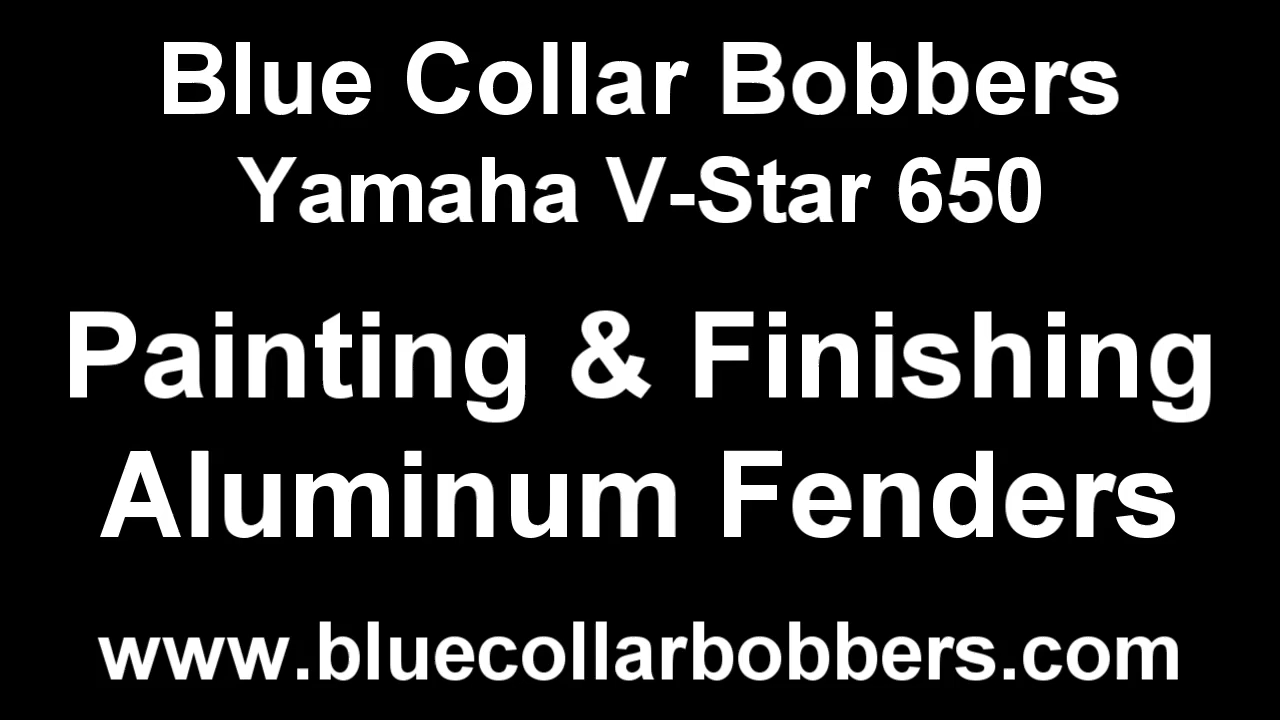 Blue Collar Bobbers
Yamaha V-Star 650
Painting & Finishing
Aluminum Fenders
www.bluecollarbobbers.com